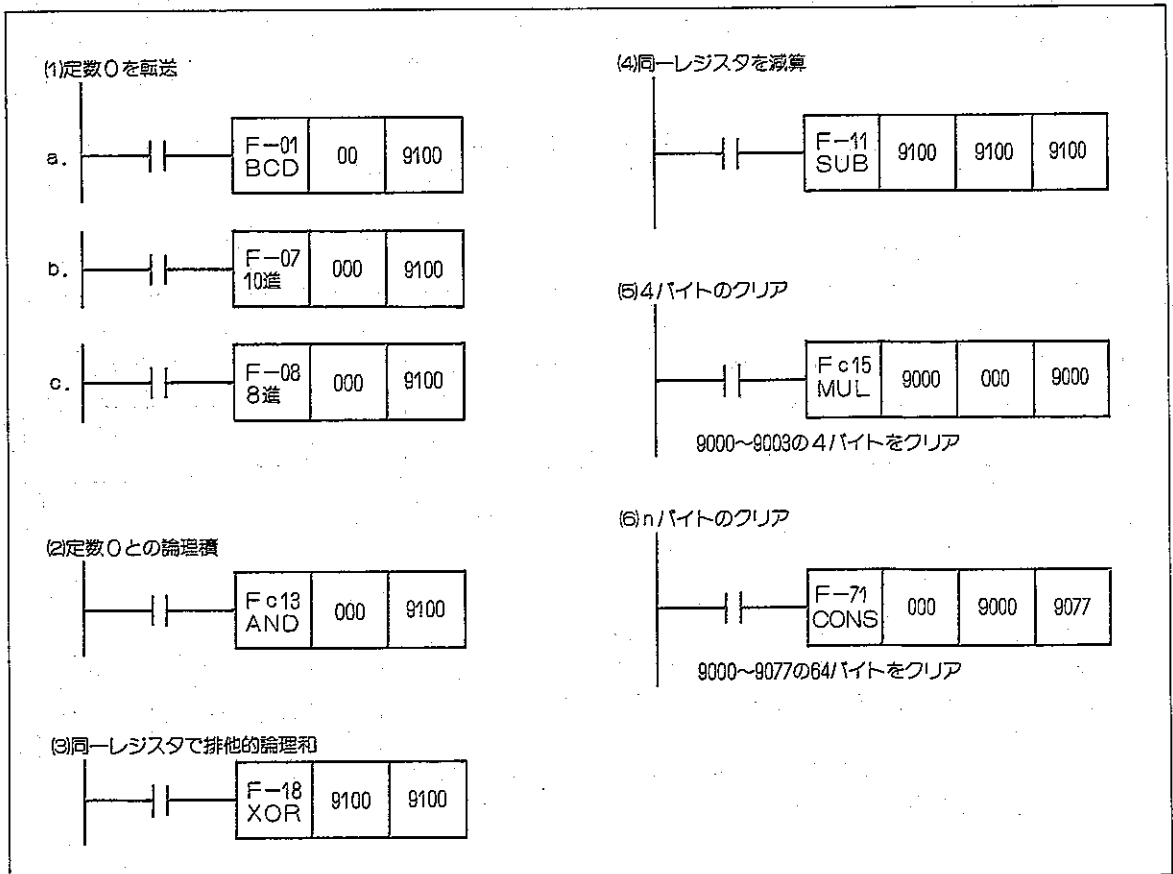 (1)定数0を転送
a.
F-01
BCD
00
9100
b.
F-07
10進
000
9100
c.
F-08
8進
000
9100
(2)定数0との論理積
Fc13
AND
000
9100
(3)同一レジスタで排他的論理和
F-18
XOR
9100
9100
(4)同一レジスタを減算
F-11
SUB
9100
9100
9100
(5)4バイトのクリア
Fc15
MUL
9000
000
9000
9000~9003の4バイトをクリア
(6)nバイトのクリア
F-71
CONS
000
9000
9077
9000~9077の64バイトをクリア